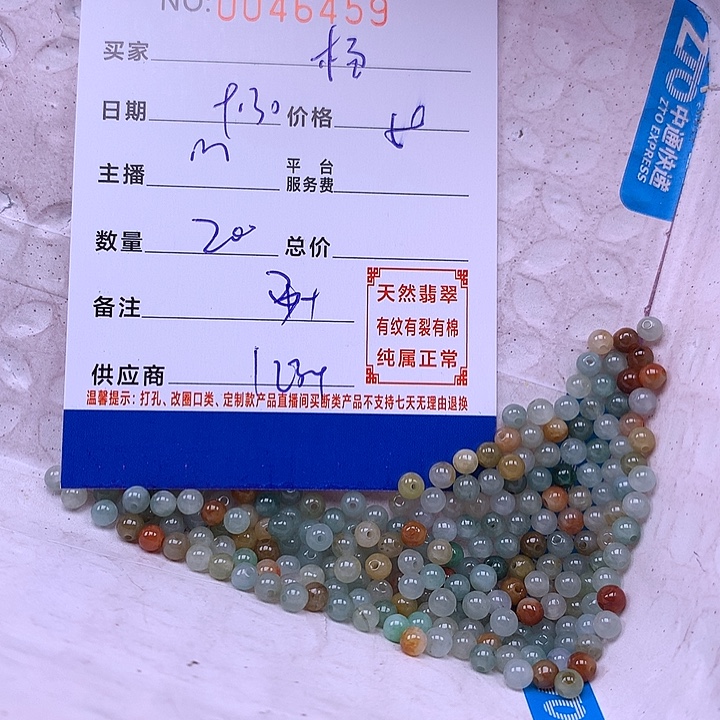 NO:0046459
买家
日期 9.30 价格
主播 m 平台服务费
数量 200 总价
备注
供应商
天然翡翠
有纹有裂有棉
纯属正常
温馨提示：打孔、改圈口类、定制款产品直播间买断类产品不支持七天无理由退换
ZTO 中通快递
ZTO EXPRESS